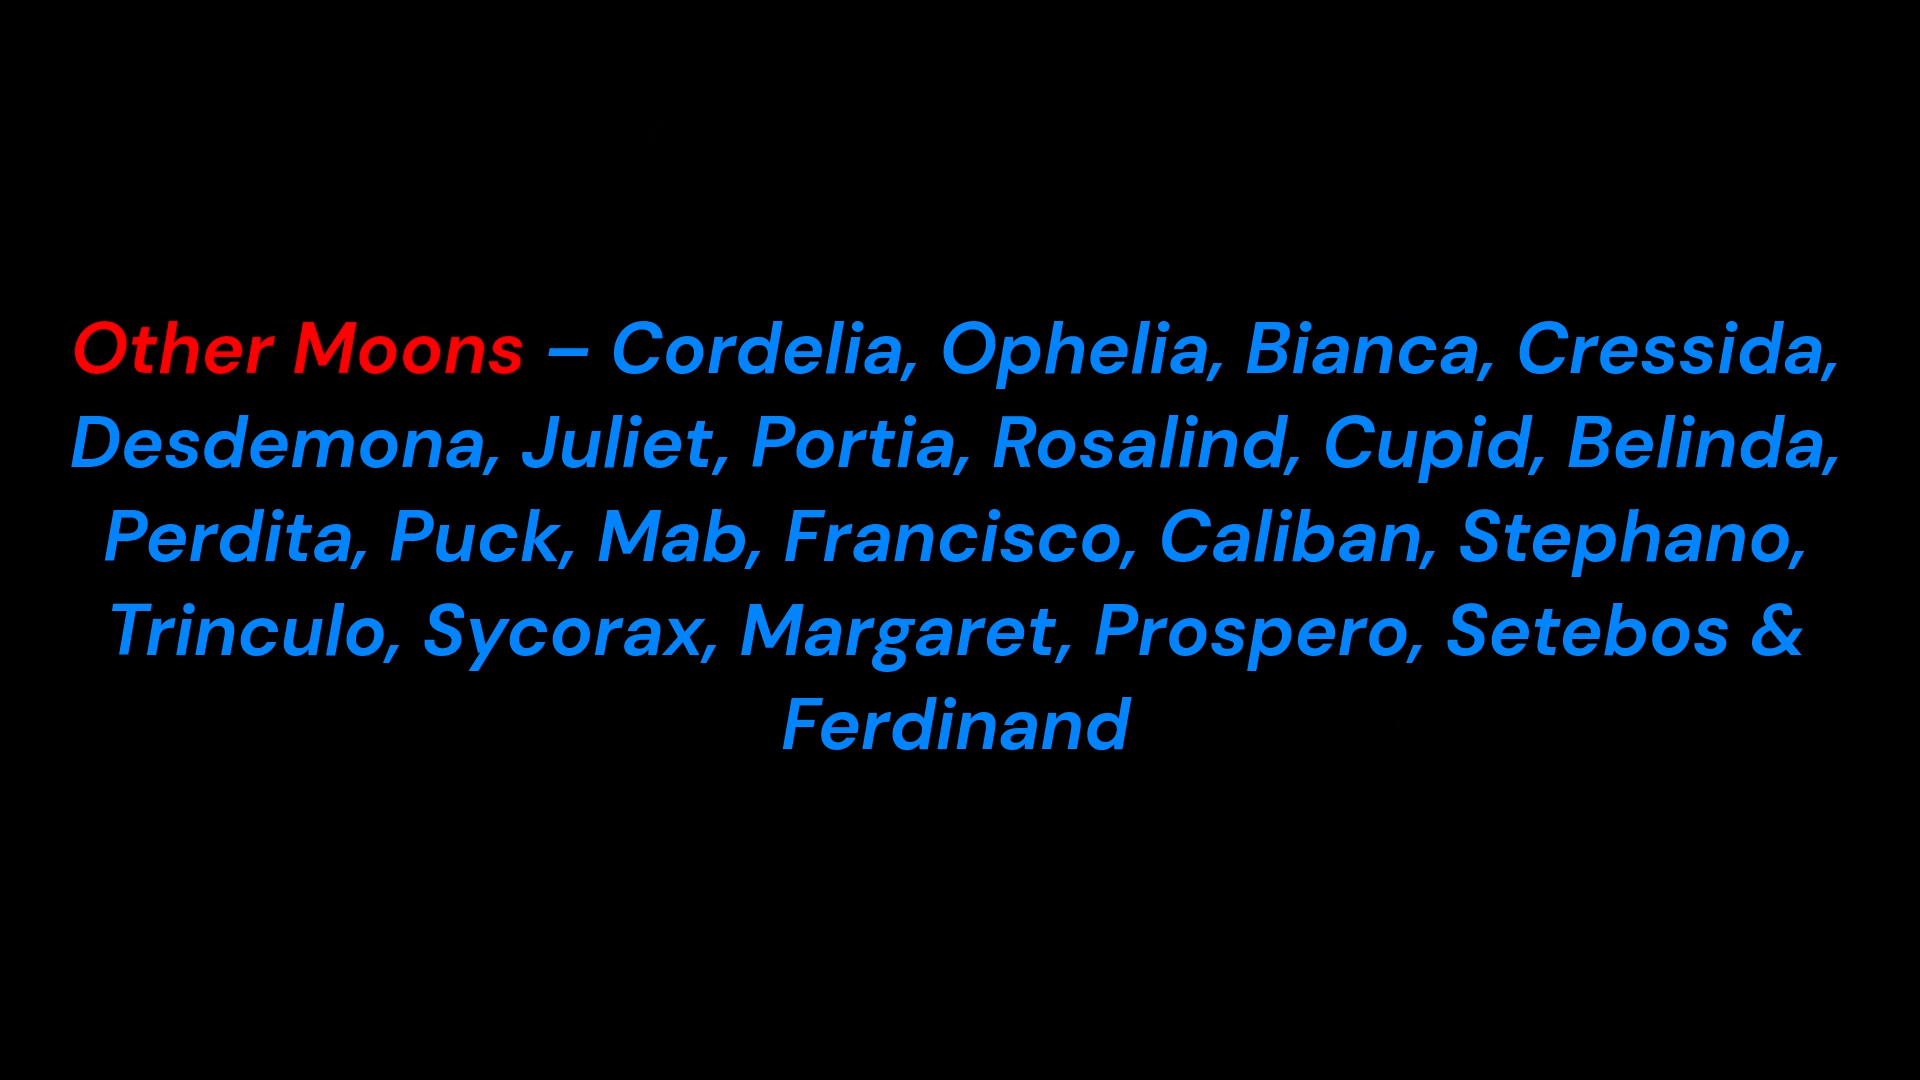 Other Moons – Cordelia, Ophelia, Bianca, Cressida,
Desdemona, Juliet, Portia, Rosalind, Cupid, Belinda,
Perdita, Puck, Mab, Francisco, Caliban, Stephano,
Trinculo, Sycorax, Margaret, Prospero, Setebos &
Ferdinand